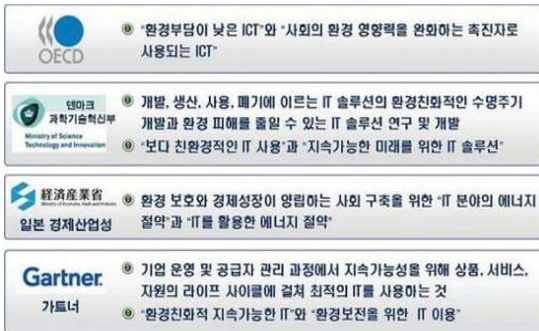 OECD
"환경부담이 낮은 ICT"와 "사회의 환경 영향력을 완화하는 촉진자로
사용되는 ICT"
덴마크
과학기술혁신부
Ministry of Science
Technology and Innovation
개발, 생산, 사용, 폐기에 이르는 IT 솔루션의 환경친화적인 수명주기
개발과 환경 피해를 줄일 수 있는 IT 솔루션 연구 및 개발
"보다 친환경적인 IT 사용"과 "지속가능한 미래를 위한 IT 솔루션"
経済産業省
Ministry of Economy, Trade and Industry
일본 경제산업성
환경 보호와 경제성장이 양립하는 사회 구축을 위한 "IT 분야의 에너지
절약"과 "IT를 활용한 에너지 절약"
Gartner.
가트너
기업 운영 및 공급자 관리 과정에서 지속가능성을 위해 상품, 서비스,
자원의 라이프 사이클에 걸쳐 최적의 IT를 사용하는 것
"환경친화적 지속가능한 IT"와 "환경보전을 위한 IT 이용"